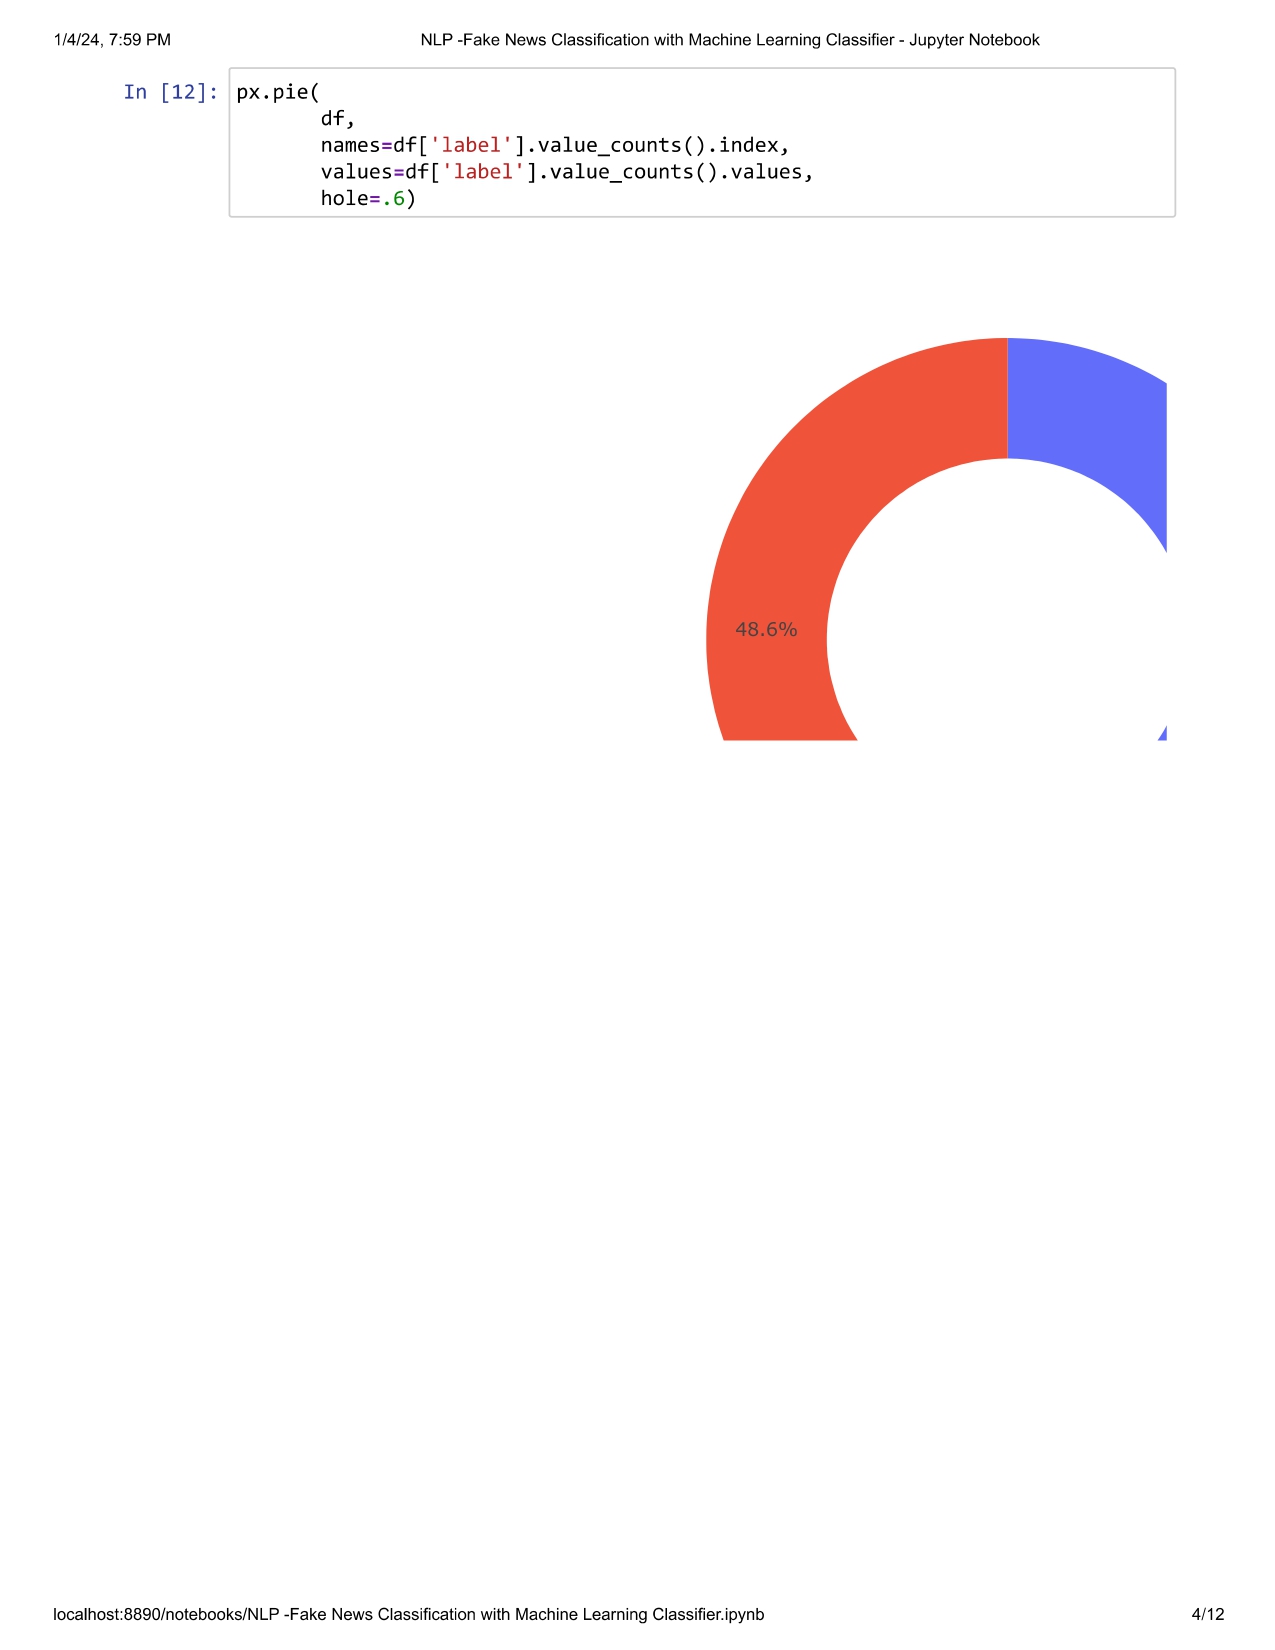 1/4/24, 7:59 PM NLP -Fake News Classification with Machine Learning Classifier - Jupyter Notebook
In [12]: px.pie(
df,
names=df['label'].value_counts().index,
values=df['label'].value_counts().values,
hole=.6)
48.6%
localhost:8890/notebooks/NLP -Fake News Classification with Machine Learning Classifier.ipynb 4/12